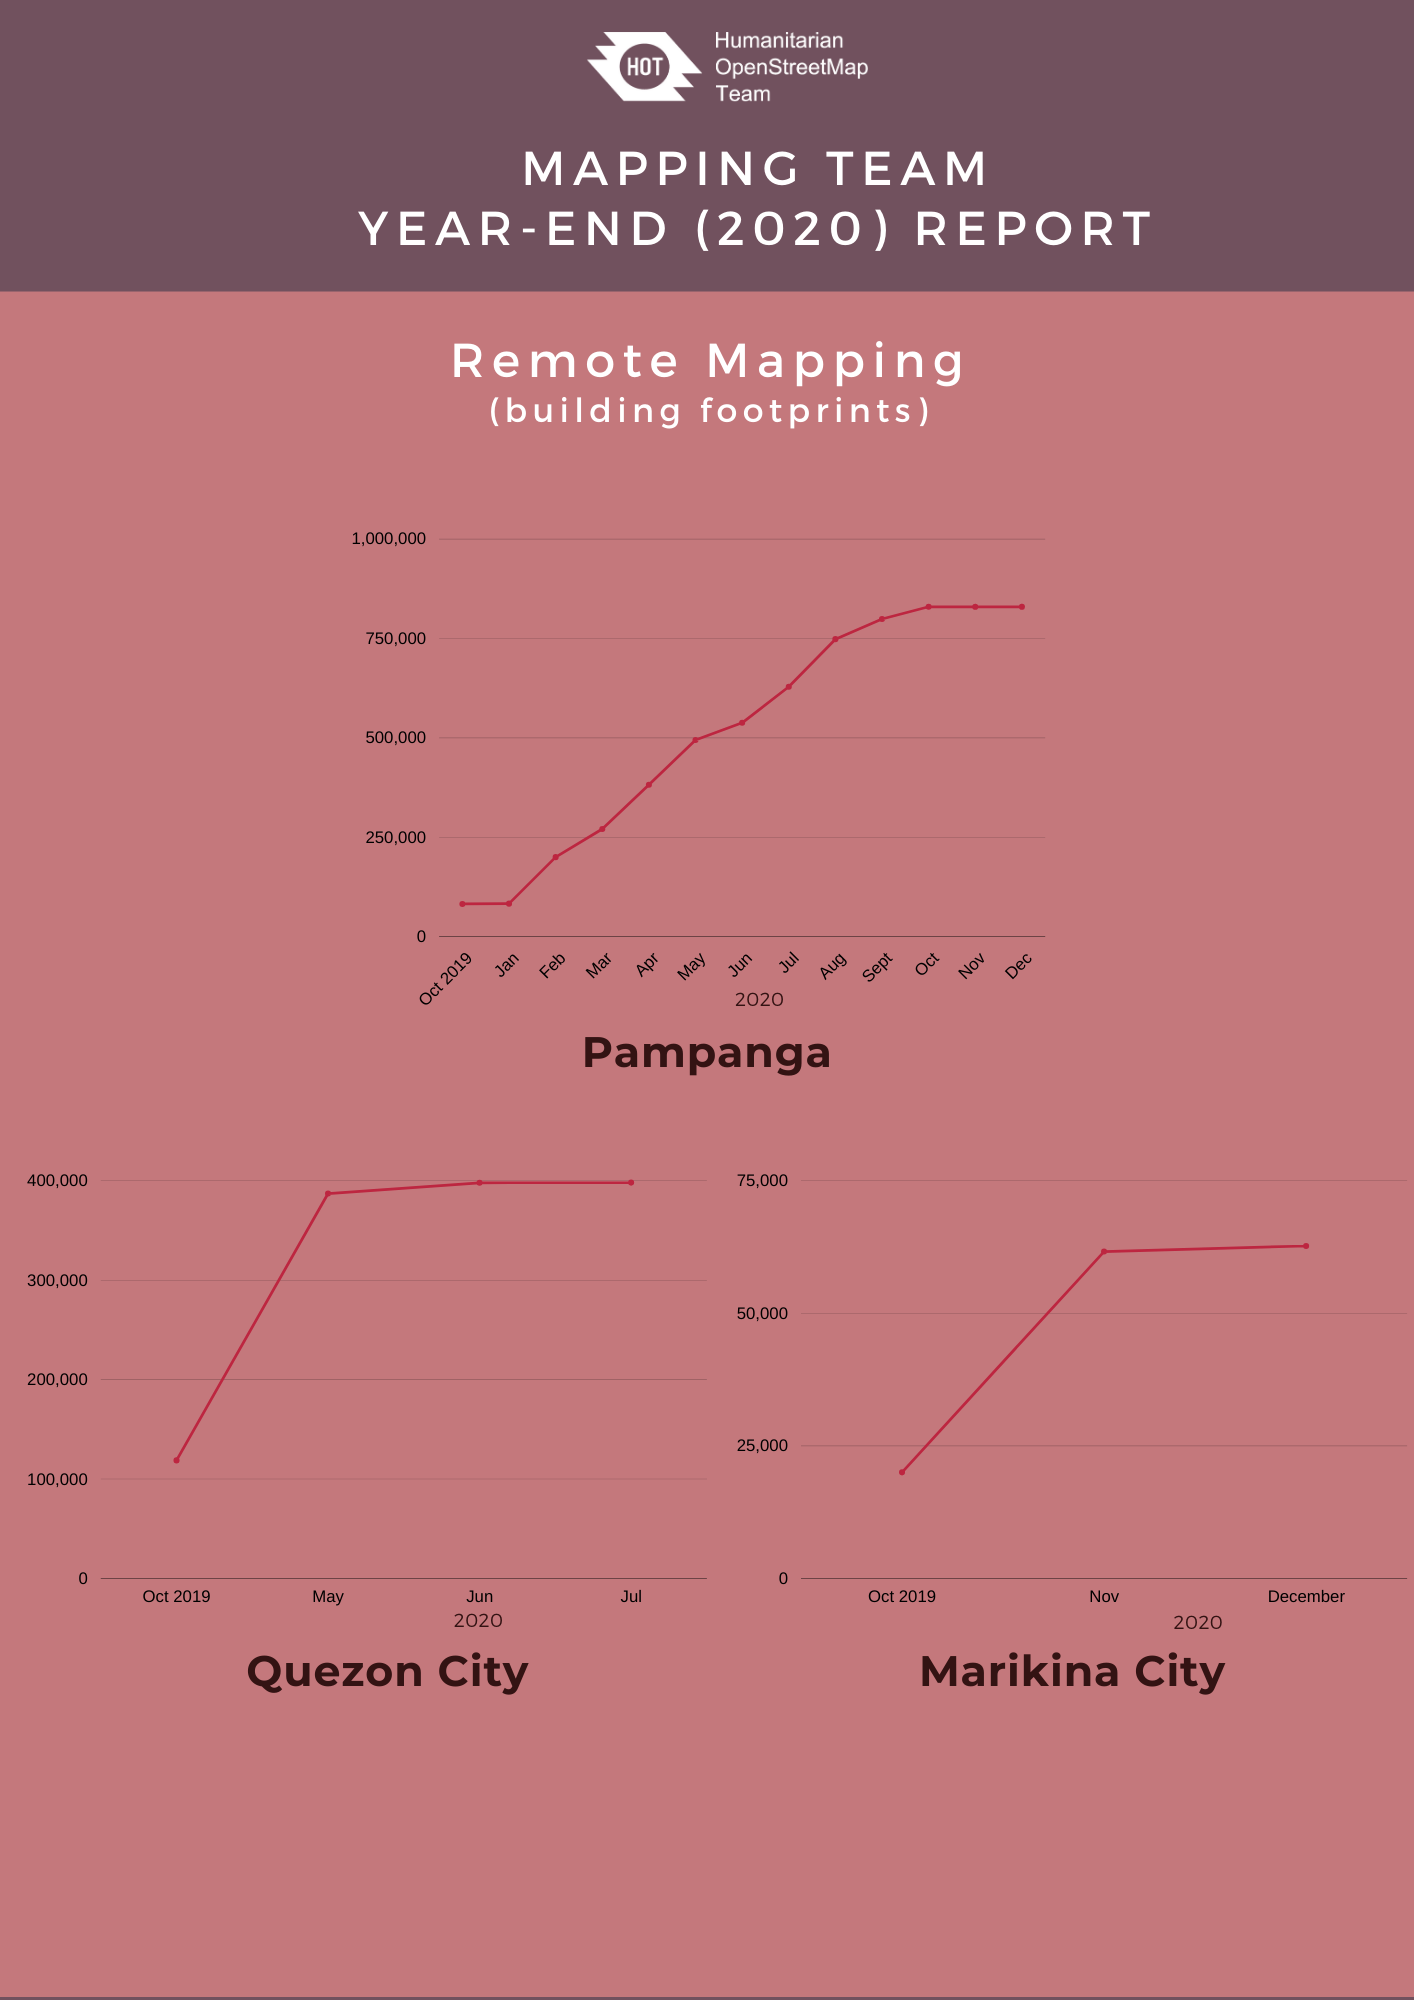 HOT
Humanitarian
OpenStreetMap
Team
MAPPING TEAM
YEAR-END (2020) REPORT
Remote Mapping
(building footprints)
1,000,000
750,000
500,000
250,000
0
Oct 2019 Jan Feb Mar Apr May Jun Jul Aug Sept Oct Nov Dec
2020
Pampanga
400,000
300,000
200,000
100,000
0
Oct 2019 May Jun Jul
2020
Quezon City
75,000
50,000
25,000
0
Oct 2019 Nov December
2020
Marikina City